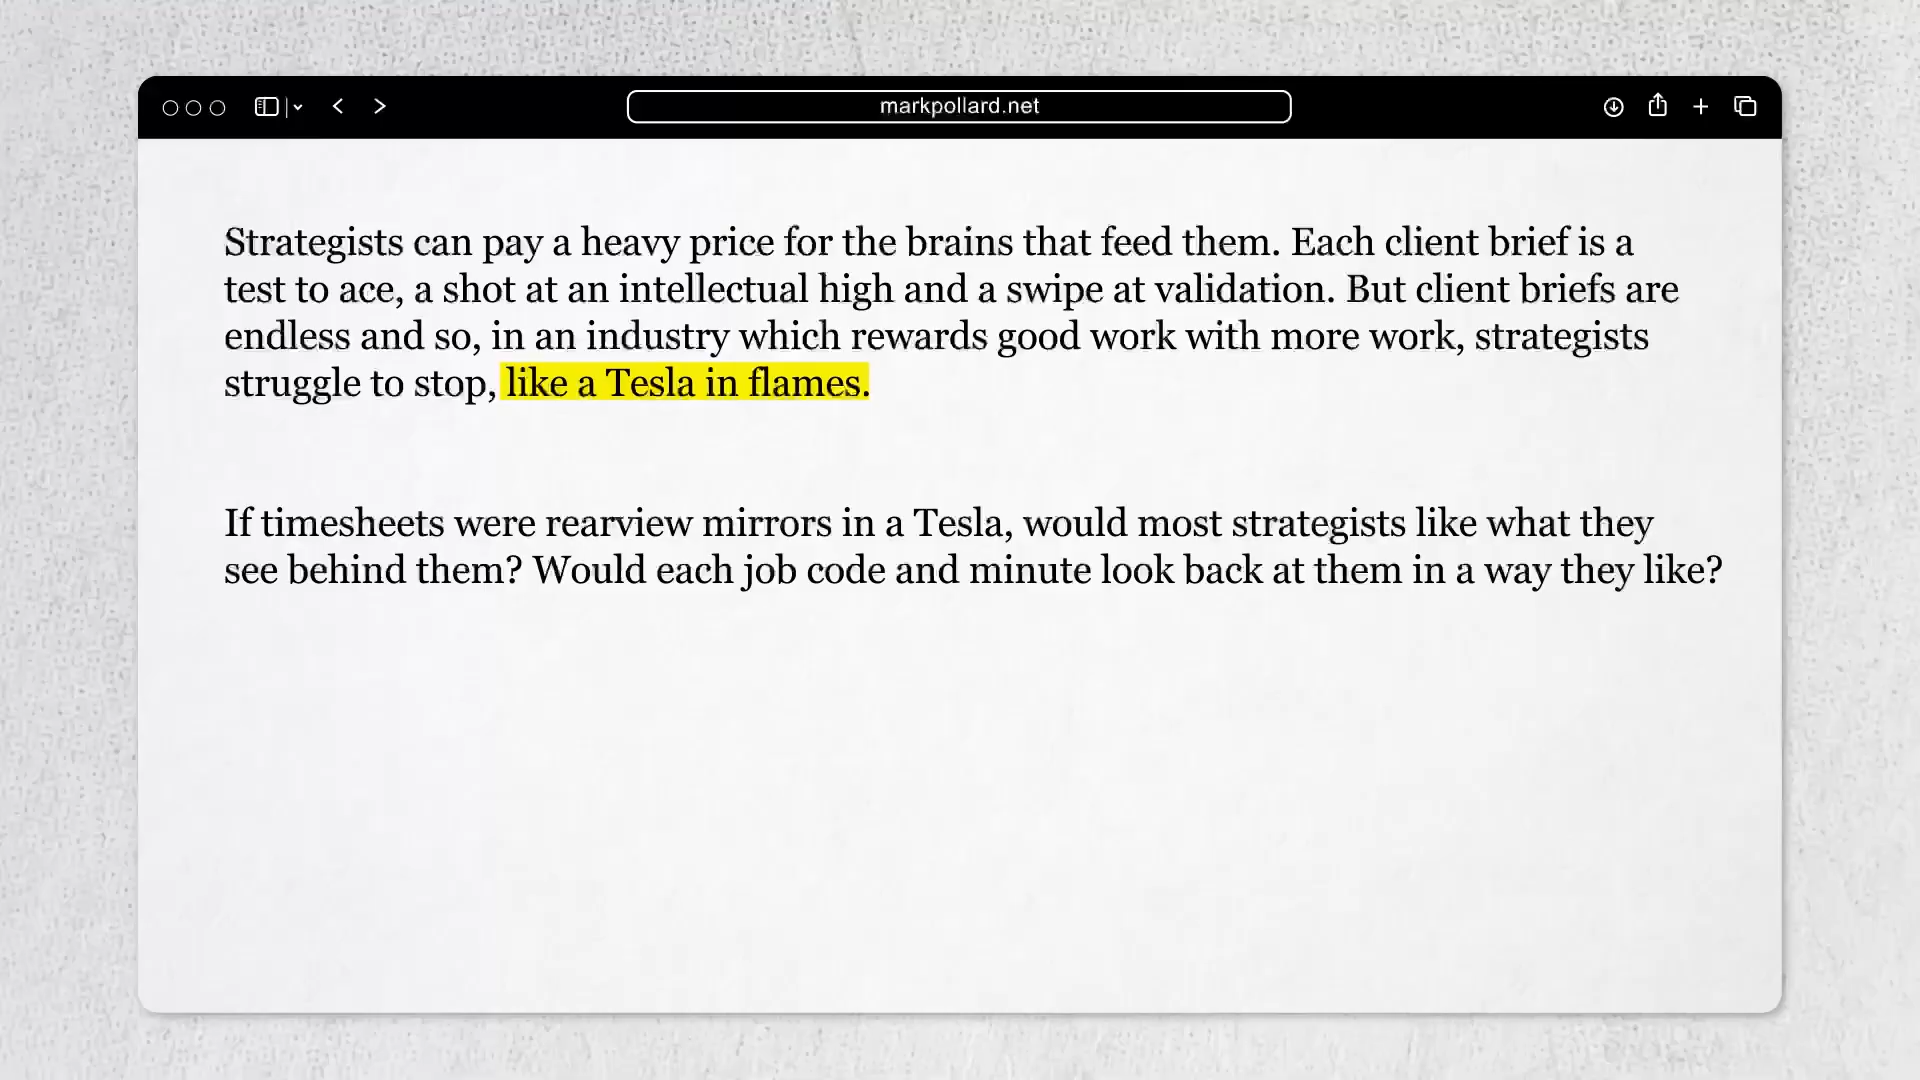 markpollard.net
Strategists can pay a heavy price for the brains that feed them. Each client brief is a
test to ace, a shot at an intellectual high and a swipe at validation. But client briefs are
endless and so, in an industry which rewards good work with more work, strategists
struggle to stop, like a Tesla in flames.
If timesheets were rearview mirrors in a Tesla, would most strategists like what they
see behind them? Would each job code and minute look back at them in a way they like?